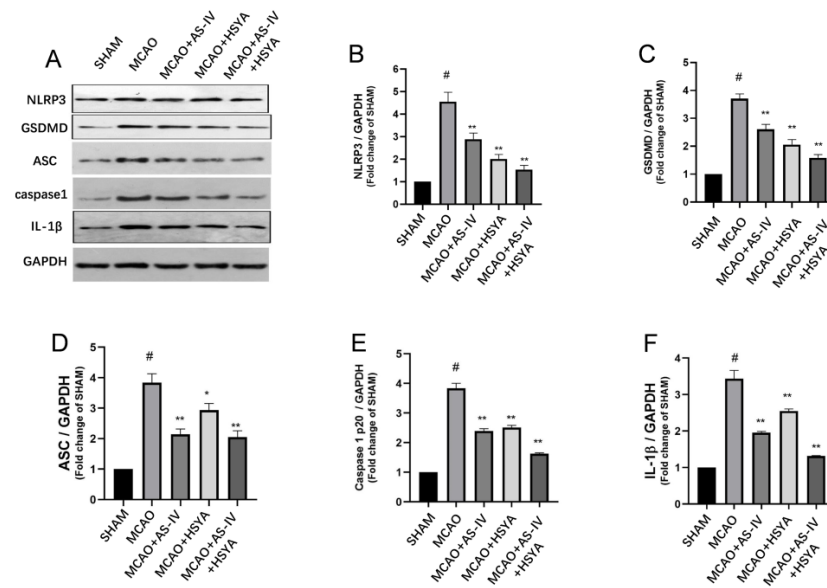 A
SHAM
MCAO
MCAO+AS-IV
MCAO+HSYA
MCAO+AS-IV
+HSYA
NLRP3
GSDMD
ASC
caspase1
IL-1β
GAPDH
B
NLRP3 / GAPDH
(Fold change of SHAM)
6
5
4
3
2
1
0
#
**
**
**
SHAM
MCAO
MCAO+AS-IV
MCAO+HSYA
MCAO+AS-IV
+HSYA
C
GSDMD / GAPDH
(Fold change of SHAM)
5
4
3
2
1
0
#
**
**
**
SHAM
MCAO
MCAO+AS-IV
MCAO+HSYA
MCAO+AS-IV
+HSYA
D
ASC / GAPDH
(Fold change of SHAM)
5
4
3
2
1
0
#
**
*
**
SHAM
MCAO
MCAO+AS-IV
MCAO+HSYA
MCAO+AS-IV
+HSYA
E
Caspase 1 p20 / GAPDH
(Fold change of SHAM)
5
4
3
2
1
0
#
**
**
**
SHAM
MCAO
MCAO+AS-IV
MCAO+HSYA
MCAO+AS-IV
+HSYA
F
IL-1β / GAPDH
(Fold change of SHAM)
4
3
2
1
0
#
**
**
**
SHAM
MCAO
MCAO+AS-IV
MCAO+HSYA
MCAO+AS-IV
+HSYA